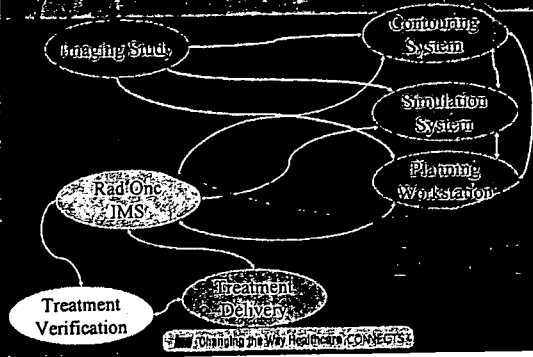 Imaging Study
Contouring
System
Simulation
System
Planning
Workstation
Rad Onc
IMS
Treatment
Delivery
Treatment
Verification
Changing the Way Healthcare CONNECTS